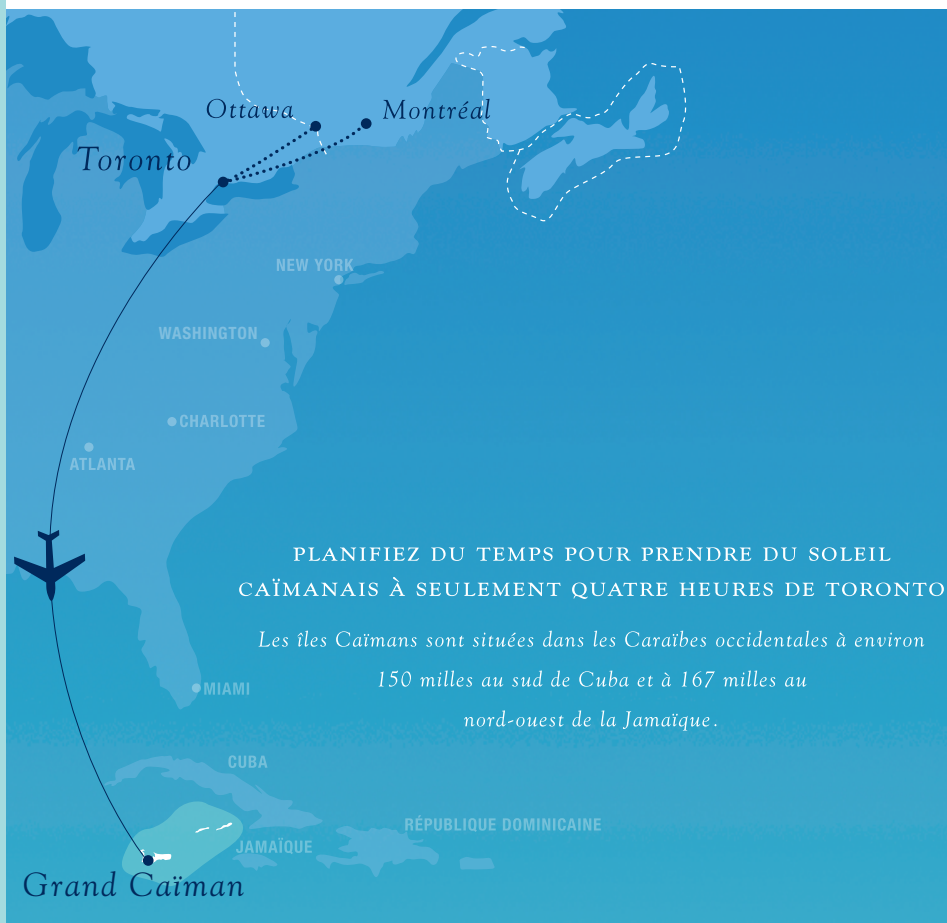 Ottawa
Montréal
Toronto
NEW YORK
WASHINGTON
CHARLOTTE
ATLANTA
PLANIFIEZ DU TEMPS POUR PRENDRE DU SOLEIL
CAÏMANAIS À SEULEMENT QUATRE HEURES DE TORONTO
Les îles Caïmans sont situées dans les Caraïbes occidentales à environ
150 milles au sud de Cuba et à 167 milles au
nord-ouest de la Jamaïque.
MIAMI
CUBA
RÉPUBLIQUE DOMINICAINE
JAMAÏQUE
Grand Caïman